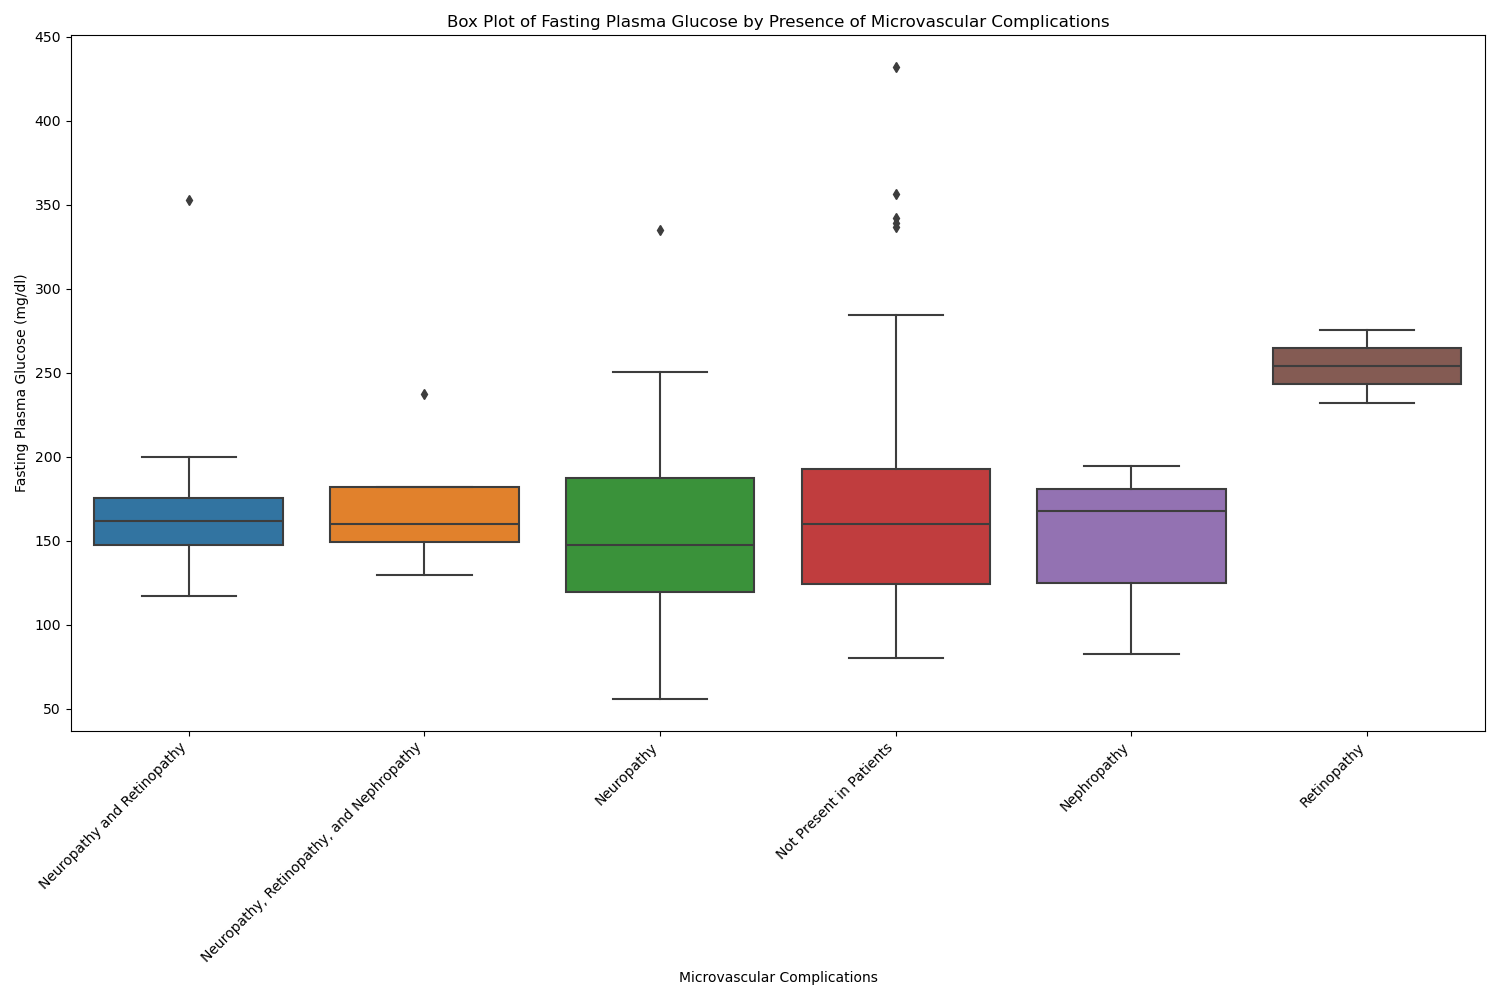 Box Plot of Fasting Plasma Glucose by Presence of Microvascular Complications
Fasting Plasma Glucose (mg/dl)
450
400
350
300
250
200
150
100
50
Neuropathy and Retinopathy
Neuropathy, Retinopathy, and Nephropathy
Neuropathy
Not Present in Patients
Nephropathy
Retinopathy
Microvascular Complications